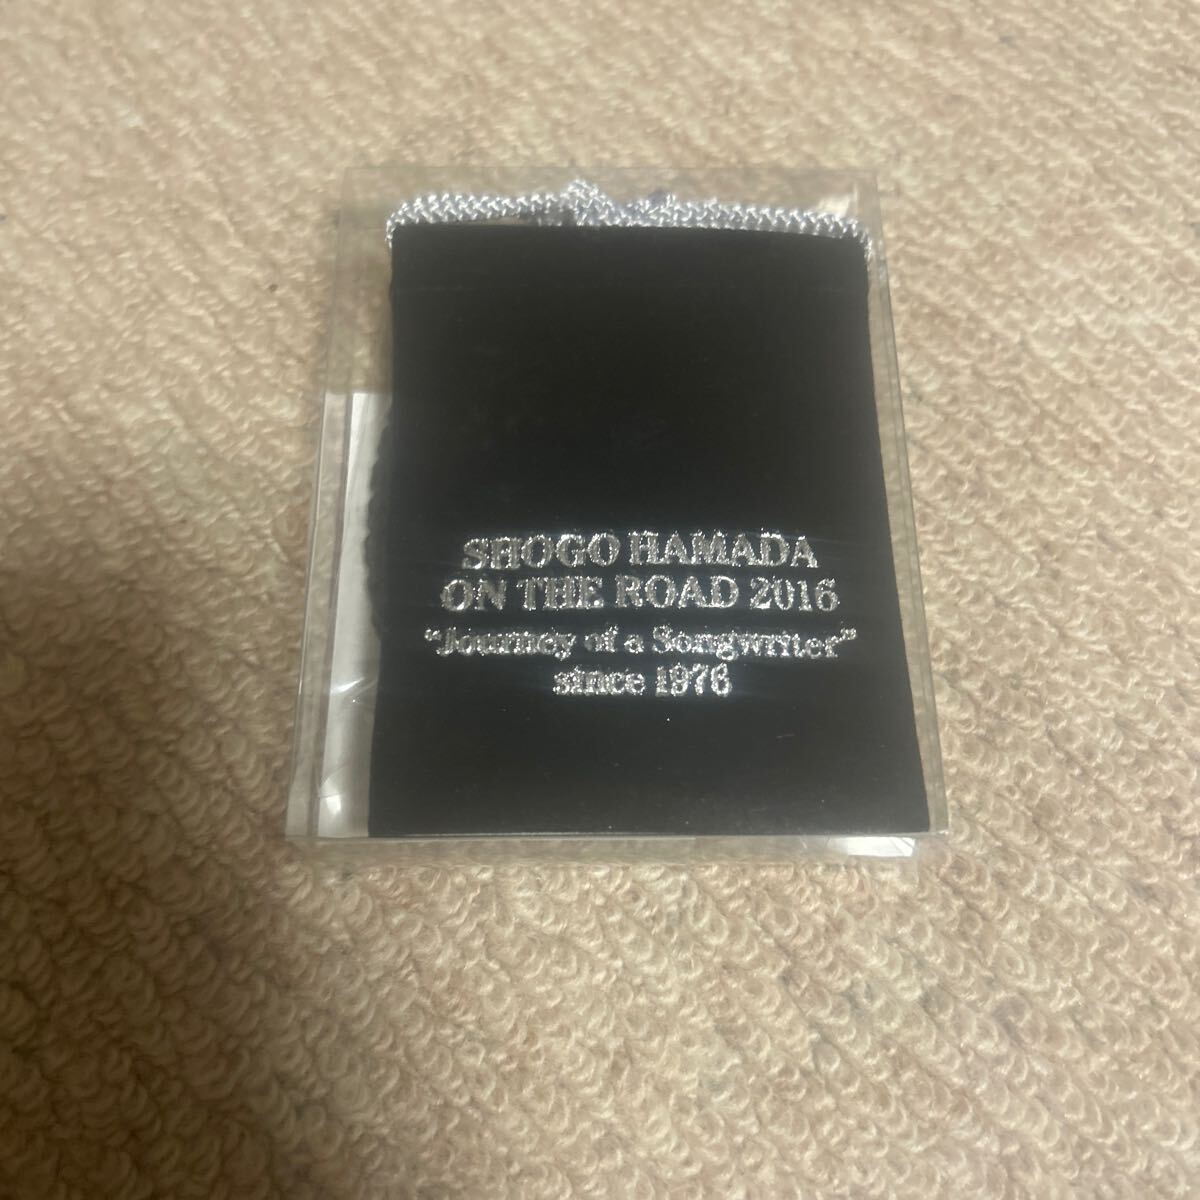 SHOGO HAMADA
ON THE ROAD 2016
“Journey of a Songwriter”
since 1976